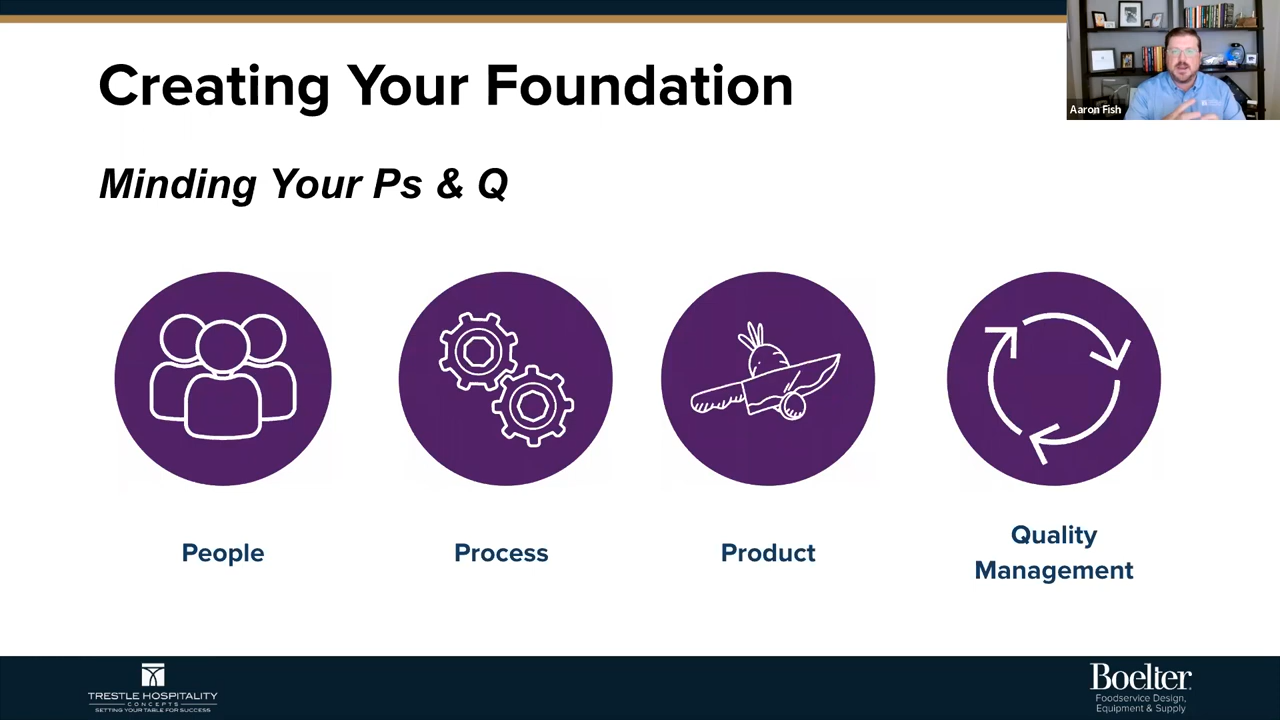 Creating Your Foundation
Aaron Fish
Minding Your Ps & Q
People
Process
Product
Quality
Management
TRESTLE HOSPITALITY
CONCEPTS
SETTING YOUR TABLE FOR SUCCESS
Boelter
Foodservice Design,
Equipment & Supply